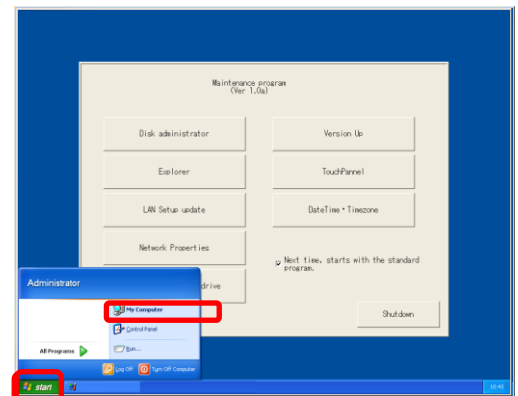 Maintenance program
(Ver 1.0a)
Disk administrator
Version Up
Explorer
TouchPannel
LAN Setup update
DateTime・Timezone
Network Properties
Next time, starts with the standard
program.
drive
Shutdown
Administrator
My Computer
Control Panel
Run...
All Programs
Log Off
Turn Off Computer
start